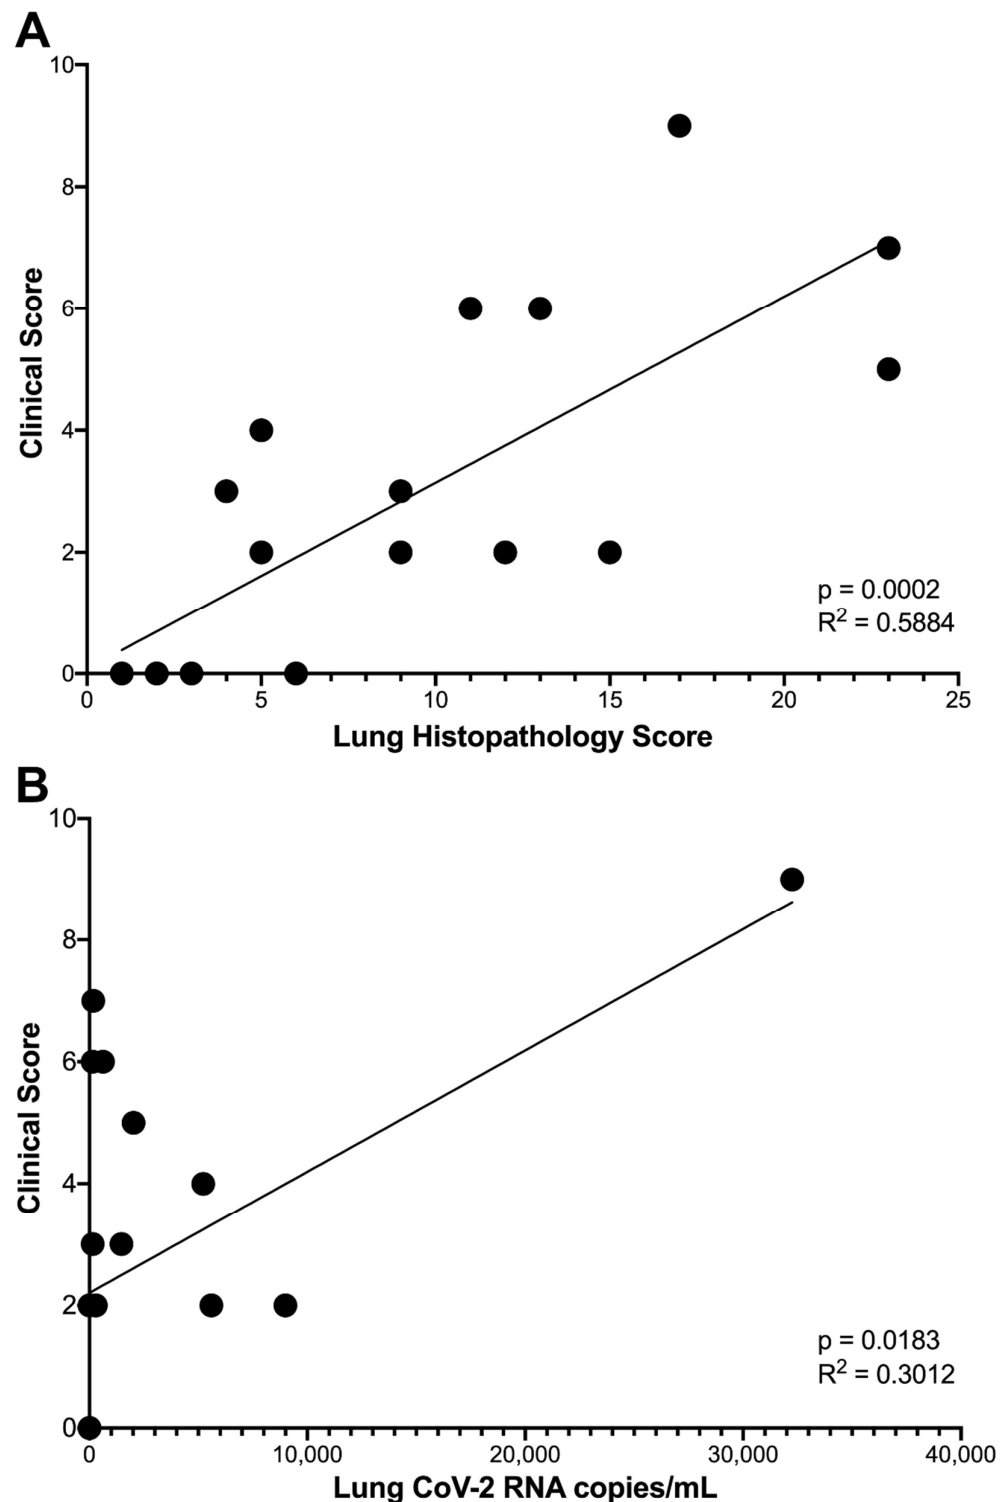 A
10
8
6
4
2
0
Clinical Score
0 5 10 15 20 25
Lung Histopathology Score
p = 0.0002
R² = 0.5884
B
10
8
6
4
2
0
Clinical Score
0 10,000 20,000 30,000 40,000
Lung CoV-2 RNA copies/mL
p = 0.0183
R² = 0.3012